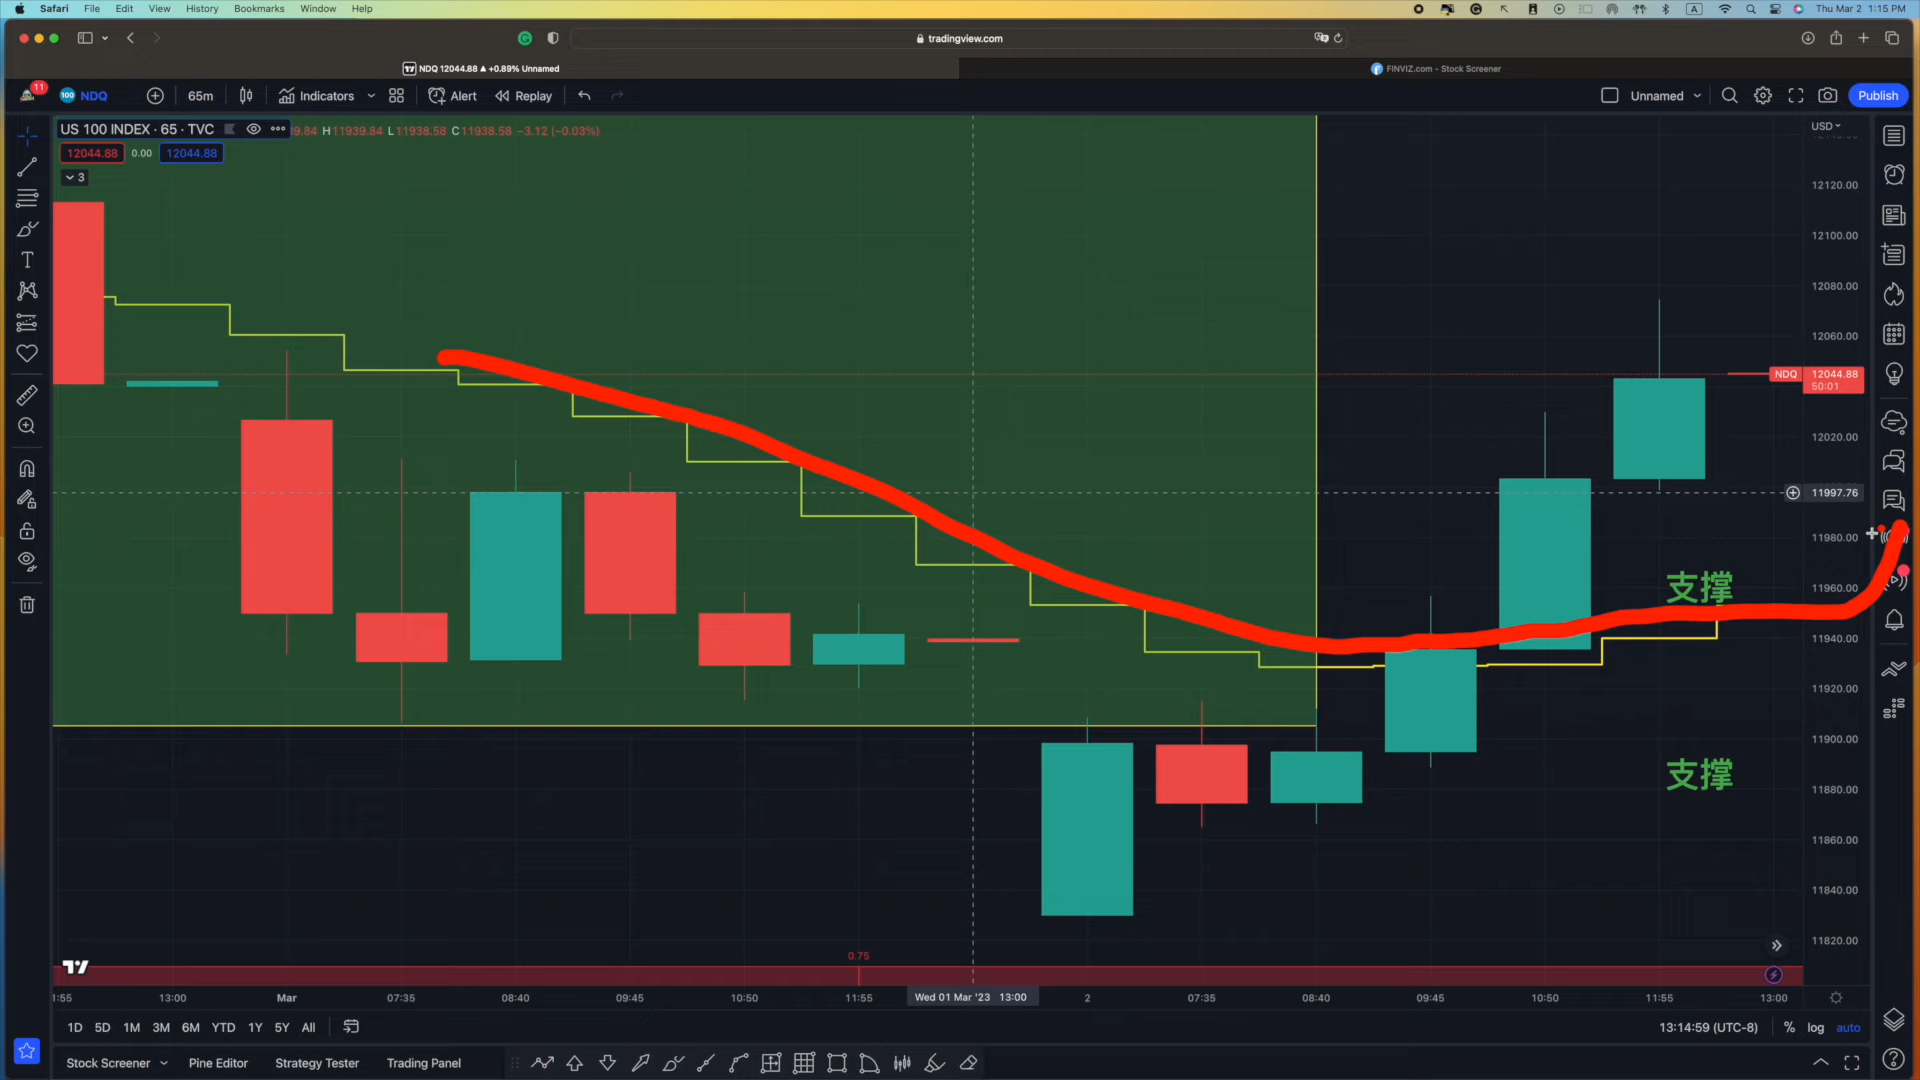 Safari File Edit View History Bookmarks Window Help
A Thu Mar 2 1:15 PM
tradingview.com
NDQ 12044.88 ▲ +0.89% Unnamed
FINVIZ.com - Stock Screener
11 100 NDQ 65m Indicators Alert Replay Unnamed Publish
US 100 INDEX · 65 · TVC 39.84 H11939.84 L11938.58 C11938.58 −3.12 (−0.03%)
USD
12044.88 0.00 12044.88
3
12120.00
12100.00
12080.00
12060.00
NDQ 12044.88
50:01
12020.00
11997.76
11980.00
支撑
11960.00
11940.00
11920.00
11900.00
支撑
11880.00
11860.00
11840.00
11820.00
0.75
:55 13:00 Mar 07:35 08:40 09:45 10:50 11:55 Wed 01 Mar '23 13:00 2 07:35 08:40 09:45 10:50 11:55 13:00
1D 5D 1M 3M 6M YTD 1Y 5Y All 13:14:59 (UTC-8) % log auto
Stock Screener Pine Editor Strategy Tester Trading Panel